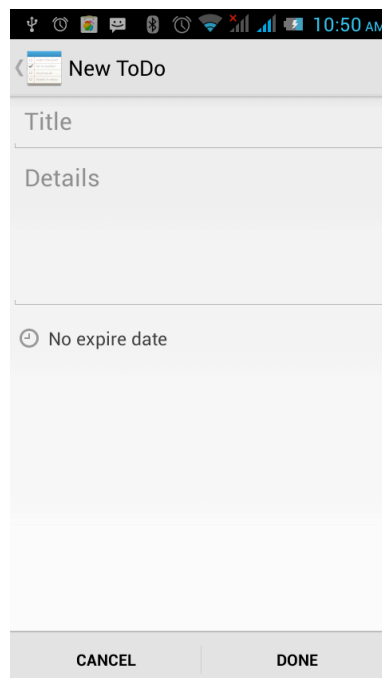 10:50 AM
New ToDo
Title
Details
No expire date
CANCEL DONE